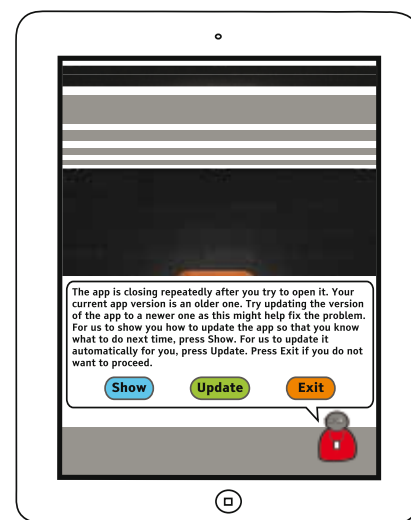 The app is closing repeatedly after you try to open it. Your
current app version is an older one. Try updating the version
of the app to a newer one as this might help fix the problem.
For us to show you how to update the app so that you know
what to do next time, press Show. For us to update it
automatically for you, press Update. Press Exit if you do not
want to proceed.
Show Update Exit